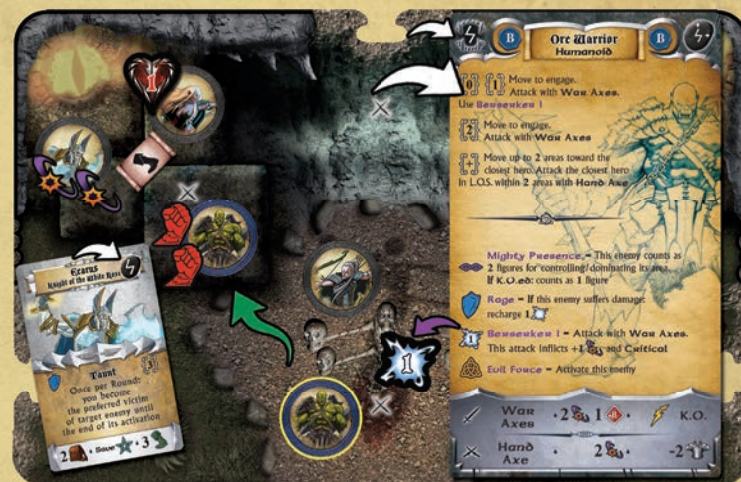 1
B
Orc Warrior
Humanoid
B
0 1 Move to engage.
Attack with War Axes.
Use Berserker 1
2 Move to engage.
Attack with War Axes
+ Move up to 2 areas toward the
closest hero. Attack the closest hero
in L.O.S. within 2 areas with Hand Axe
Mighty Presence - This enemy counts as
2 figures for controlling/dominating its area.
If K.O.ed: counts as 1 figure
Rage = If this enemy suffers damage:
recharge 1
1 Berserker 1 = Attack with War Axes.
This attack inflicts +1 and Critical
Evil Force = Activate this enemy
War Axes · 2 1 · K.O.
Hand Axe · 2 · -2
1
Ecarus
Knight of the White Rose
Taunt
3
Once per Round:
you become
the preferred victim
of target enemy until
the end of its activation
2 • Save • 3